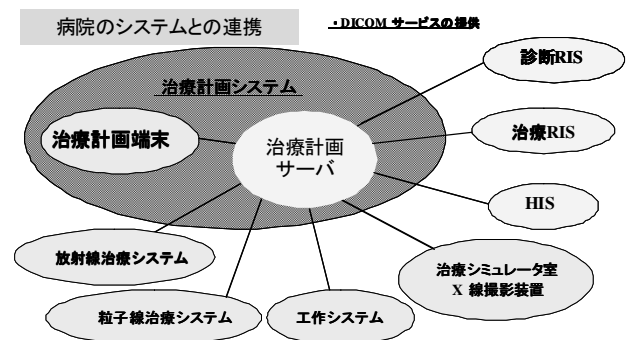 病院のシステムとの連携
・DICOM サービスの提供
治療計画システム
診断RIS
治療計画端末
治療計画
サーバ
治療RIS
HIS
放射線治療システム
治療シミュレータ室
X 線撮影装置
粒子線治療システム
工作システム